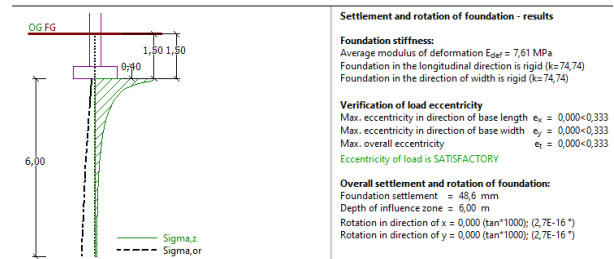 OG FG
1,50 1,50
0,40
6,00
Sigma,z
Sigma,or
Settlement and rotation of foundation - results
Foundation stiffness:
Average modulus of deformation Edef = 7,61 MPa
Foundation in the longitudinal direction is rigid (k=74,74)
Foundation in the direction of width is rigid (k=74,74)
Verification of load eccentricity
Max. eccentricity in direction of base length ex = 0,000<0,333
Max. eccentricity in direction of base width ey = 0,000<0,333
Max. overall eccentricity et = 0,000<0,333
Eccentricity of load is SATISFACTORY
Overall settlement and rotation of foundation:
Foundation settlement = 48,6 mm
Depth of influence zone = 6,00 m
Rotation in direction of x = 0,000 (tan*1000); (2,7E-16 °)
Rotation in direction of y = 0,000 (tan*1000); (2,7E-16 °)